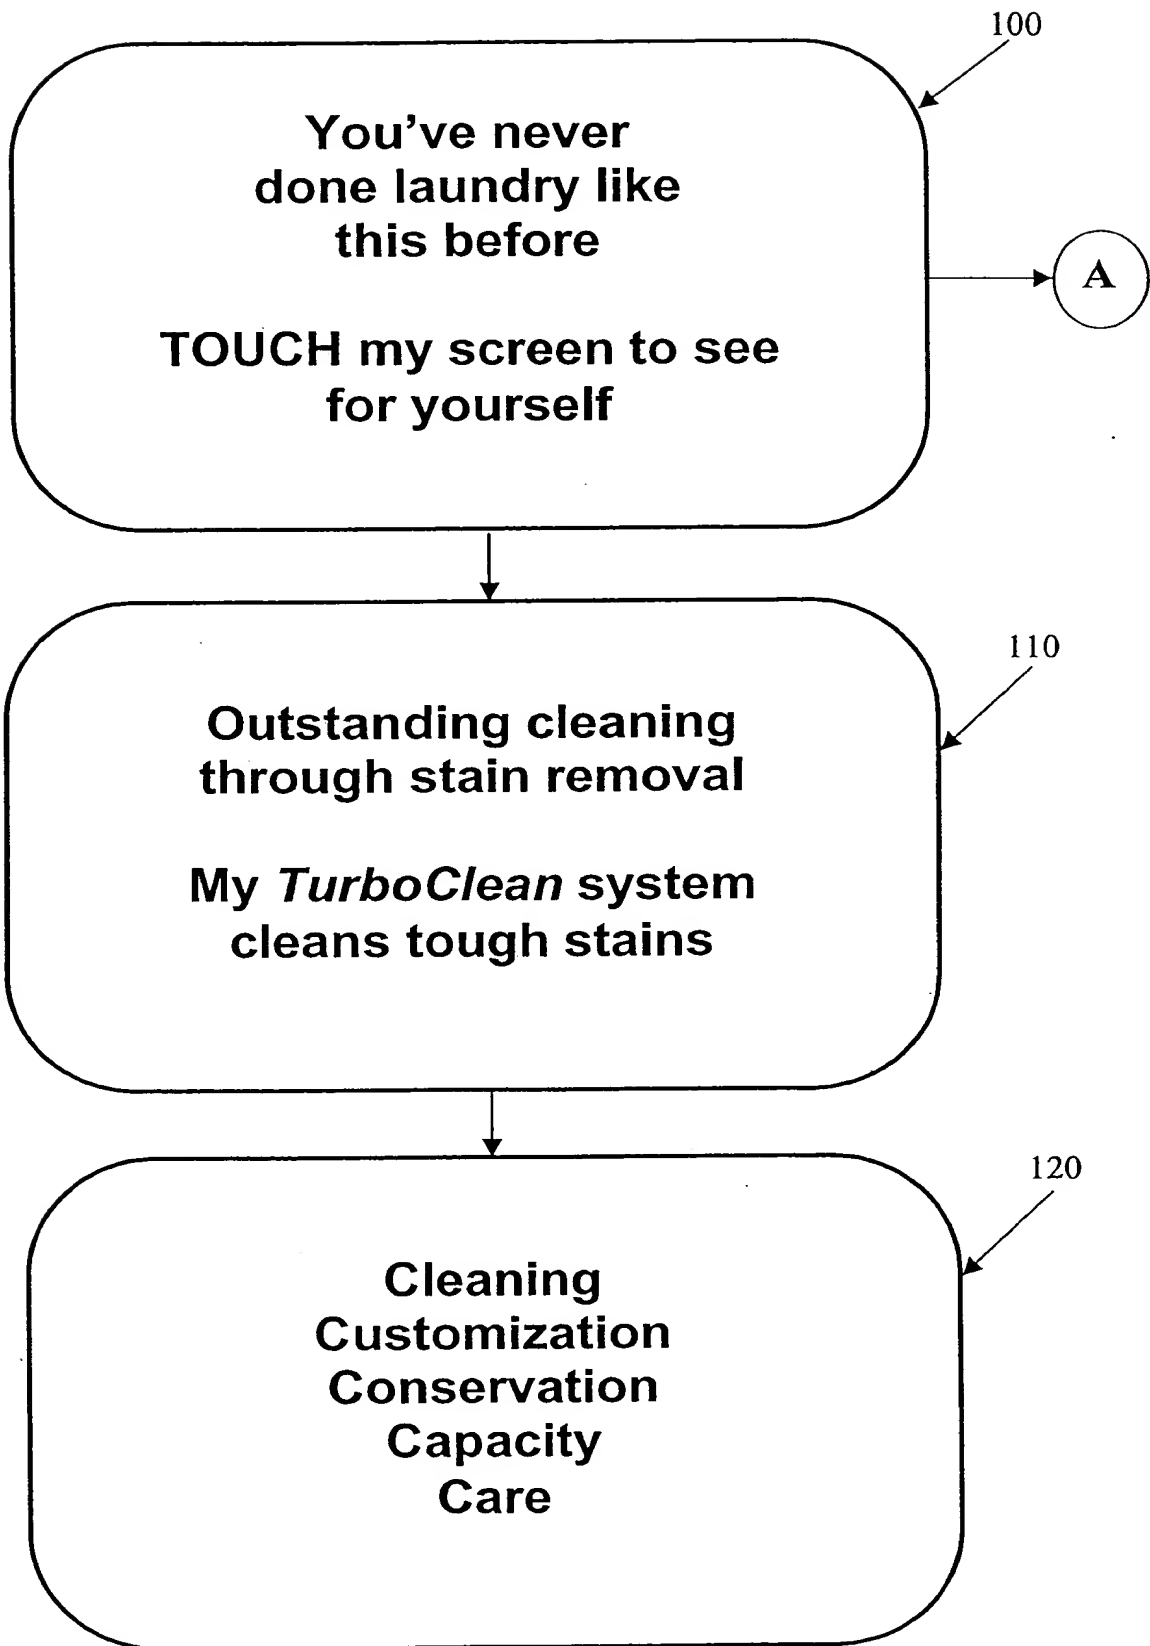 100
You've never
done laundry like
this before
TOUCH my screen to see
for yourself
A
110
Outstanding cleaning
through stain removal
My TurboClean system
cleans tough stains
120
Cleaning
Customization
Conservation
Capacity
Care